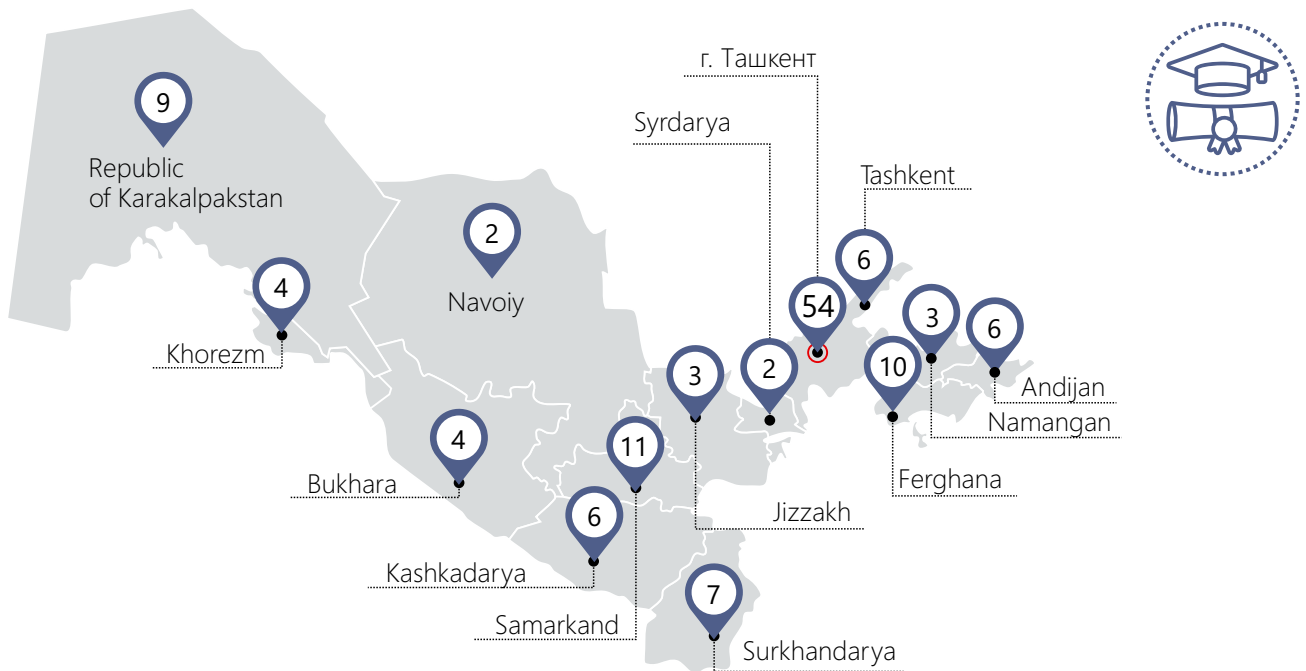 г. Ташкент
9
Syrdarya
Republic
of Karakalpakstan
Tashkent
2
6
4
Navoiy
54
3
6
Khorezm
3
2
10
Andijan
Namangan
4
11
Bukhara
Ferghana
6
Jizzakh
Kashkadarya
7
Samarkand
Surkhandarya